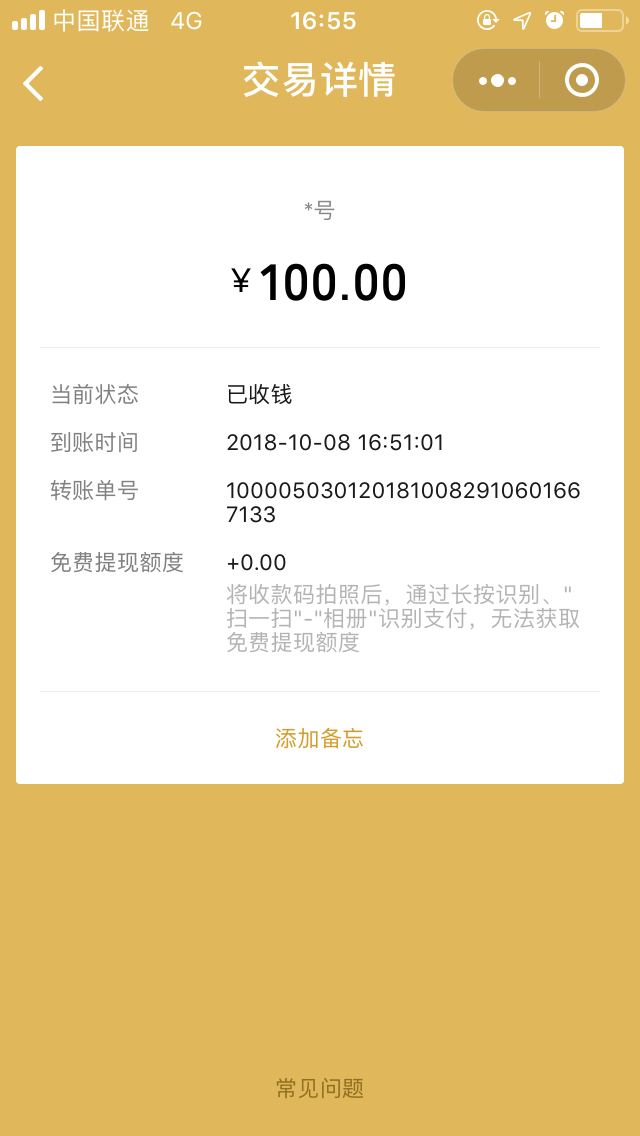 中国联通 4G 16:55
交易详情
*号
¥100.00
当前状态 已收钱
到账时间 2018-10-08 16:51:01
转账单号 100005030120181008291060166
7133
免费提现额度 +0.00
将收款码拍照后，通过长按识别、"
扫一扫"-"相册"识别支付，无法获取
免费提现额度
添加备忘
常见问题